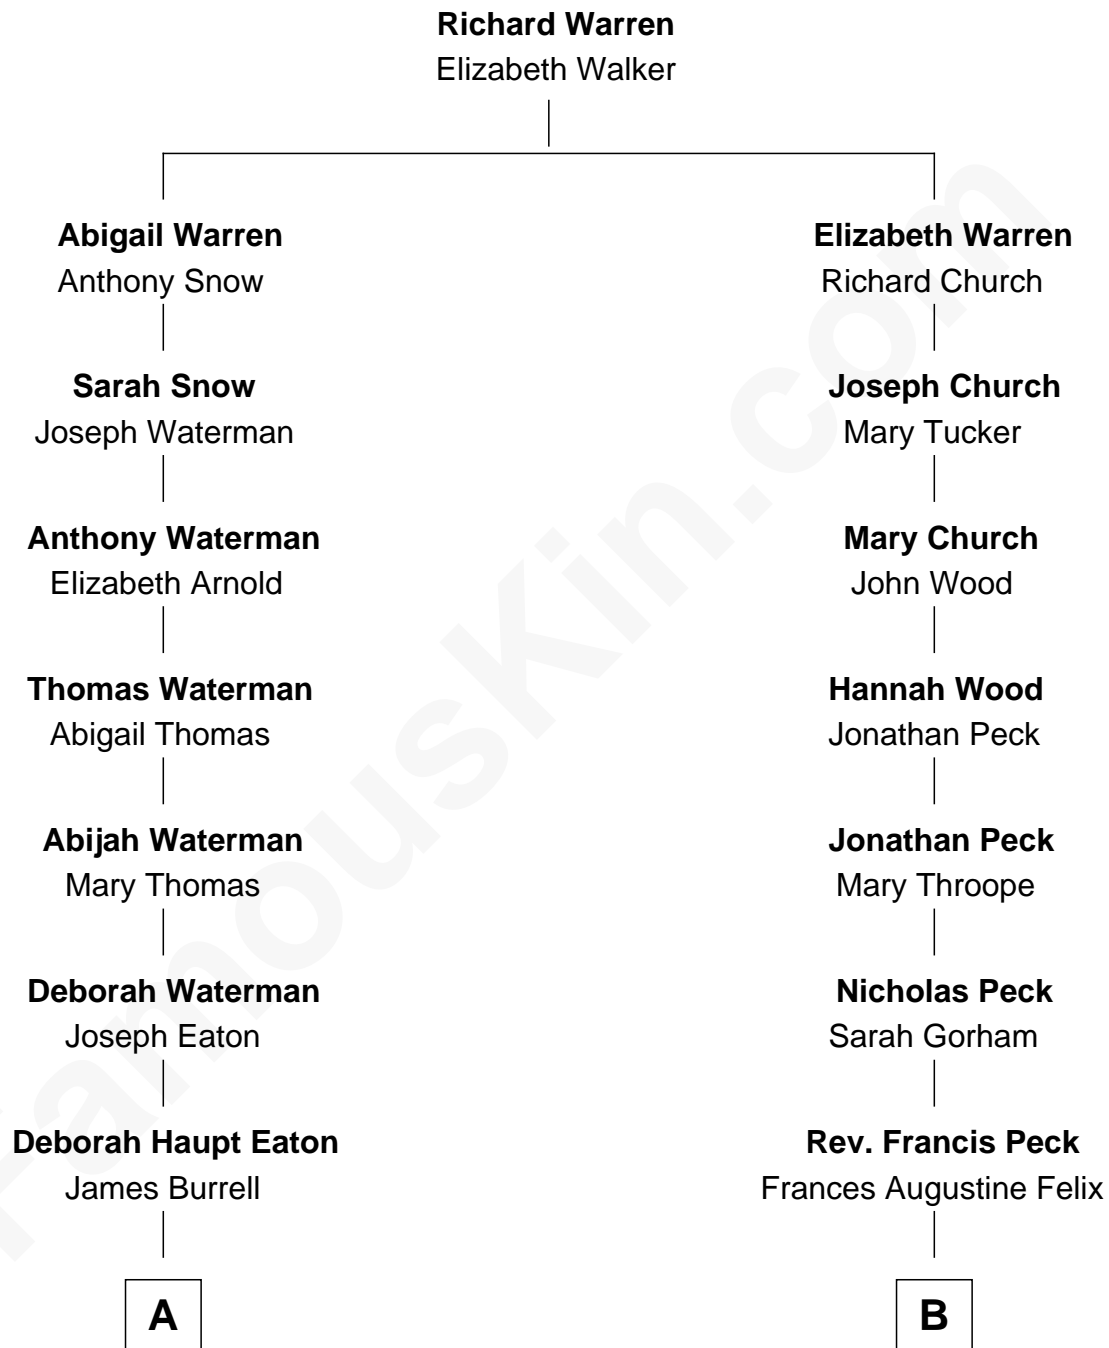 Richard Warren
Elizabeth Walker
Abigail Warren
Anthony Snow
Elizabeth Warren
Richard Church
Sarah Snow
Joseph Waterman
Joseph Church
Mary Tucker
Anthony Waterman
Elizabeth Arnold
Mary Church
John Wood
Thomas Waterman
Abigail Thomas
Hannah Wood
Jonathan Peck
Abijah Waterman
Mary Thomas
Jonathan Peck
Mary Throope
Deborah Waterman
Joseph Eaton
Nicholas Peck
Sarah Gorham
Deborah Haupt Eaton
James Burrell
Rev. Francis Peck
Frances Augustine Felix
A
B
FamousKin.com